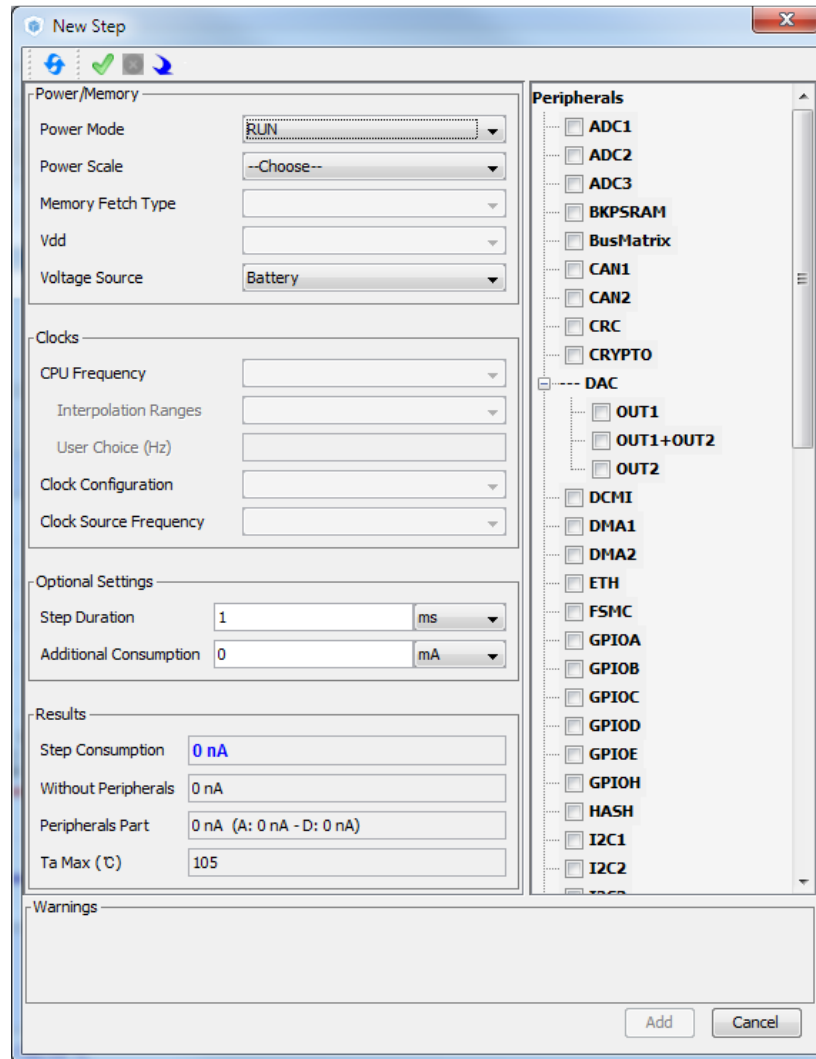 New Step
Power/Memory
Power Mode
RUN
Power Scale
--Choose--
Memory Fetch Type
Vdd
Voltage Source
Battery
Clocks
CPU Frequency
Interpolation Ranges
User Choice (Hz)
Clock Configuration
Clock Source Frequency
Optional Settings
Step Duration
1
ms
Additional Consumption
0
mA
Results
Step Consumption
0 nA
Without Peripherals
0 nA
Peripherals Part
0 nA (A: 0 nA - D: 0 nA)
Ta Max (℃)
105
Peripherals
ADC1
ADC2
ADC3
BKPSRAM
BusMatrix
CAN1
CAN2
CRC
CRYPTO
DAC
OUT1
OUT1+OUT2
OUT2
DCMI
DMA1
DMA2
ETH
FSMC
GPIOA
GPIOB
GPIOC
GPIOD
GPIOE
GPIOH
HASH
I2C1
I2C2
Warnings
Add
Cancel